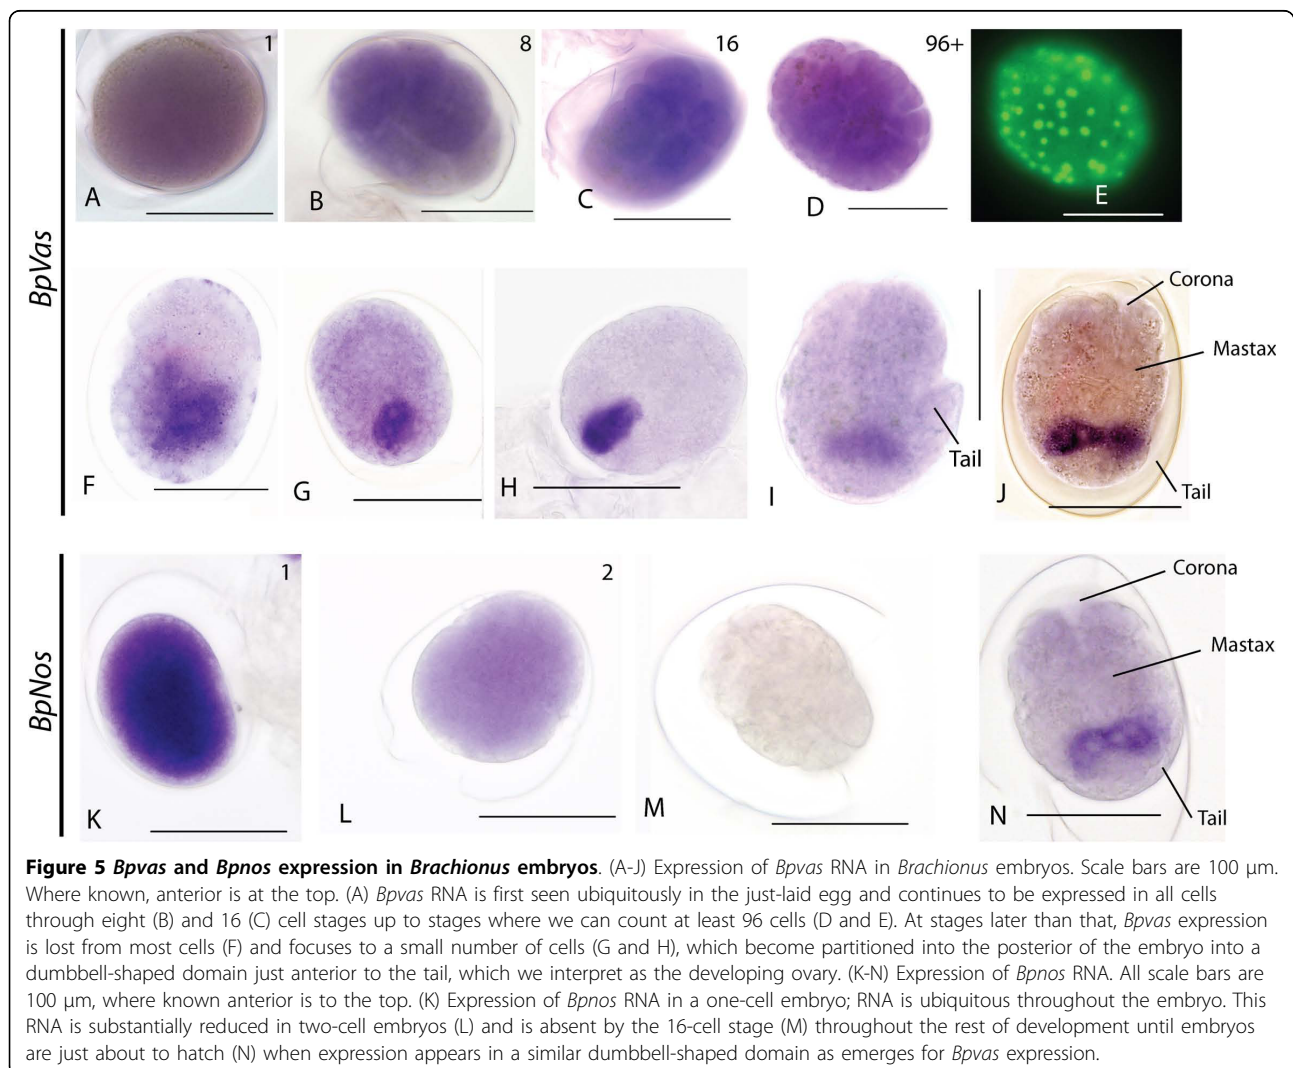 BpVas
1
8
16
96+
A
B
C
D
E
Corona
Mastax
Tail
Tail
F
G
H
I
J
BpNos
1
2
Corona
Mastax
Tail
K
L
M
N
Figure 5 Bpvas and Bpnos expression in Brachionus embryos. (A-J) Expression of Bpvas RNA in Brachionus embryos. Scale bars are 100 μm.
Where known, anterior is at the top. (A) Bpvas RNA is first seen ubiquitously in the just-laid egg and continues to be expressed in all cells
through eight (B) and 16 (C) cell stages up to stages where we can count at least 96 cells (D and E). At stages later than that, Bpvas expression
is lost from most cells (F) and focuses to a small number of cells (G and H), which become partitioned into the posterior of the embryo into a
dumbbell-shaped domain just anterior to the tail, which we interpret as the developing ovary. (K-N) Expression of Bpnos RNA. All scale bars are
100 μm, where known anterior is to the top. (K) Expression of Bpnos RNA in a one-cell embryo; RNA is ubiquitous throughout the embryo. This
RNA is substantially reduced in two-cell embryos (L) and is absent by the 16-cell stage (M) throughout the rest of development until embryos
are just about to hatch (N) when expression appears in a similar dumbbell-shaped domain as emerges for Bpvas expression.